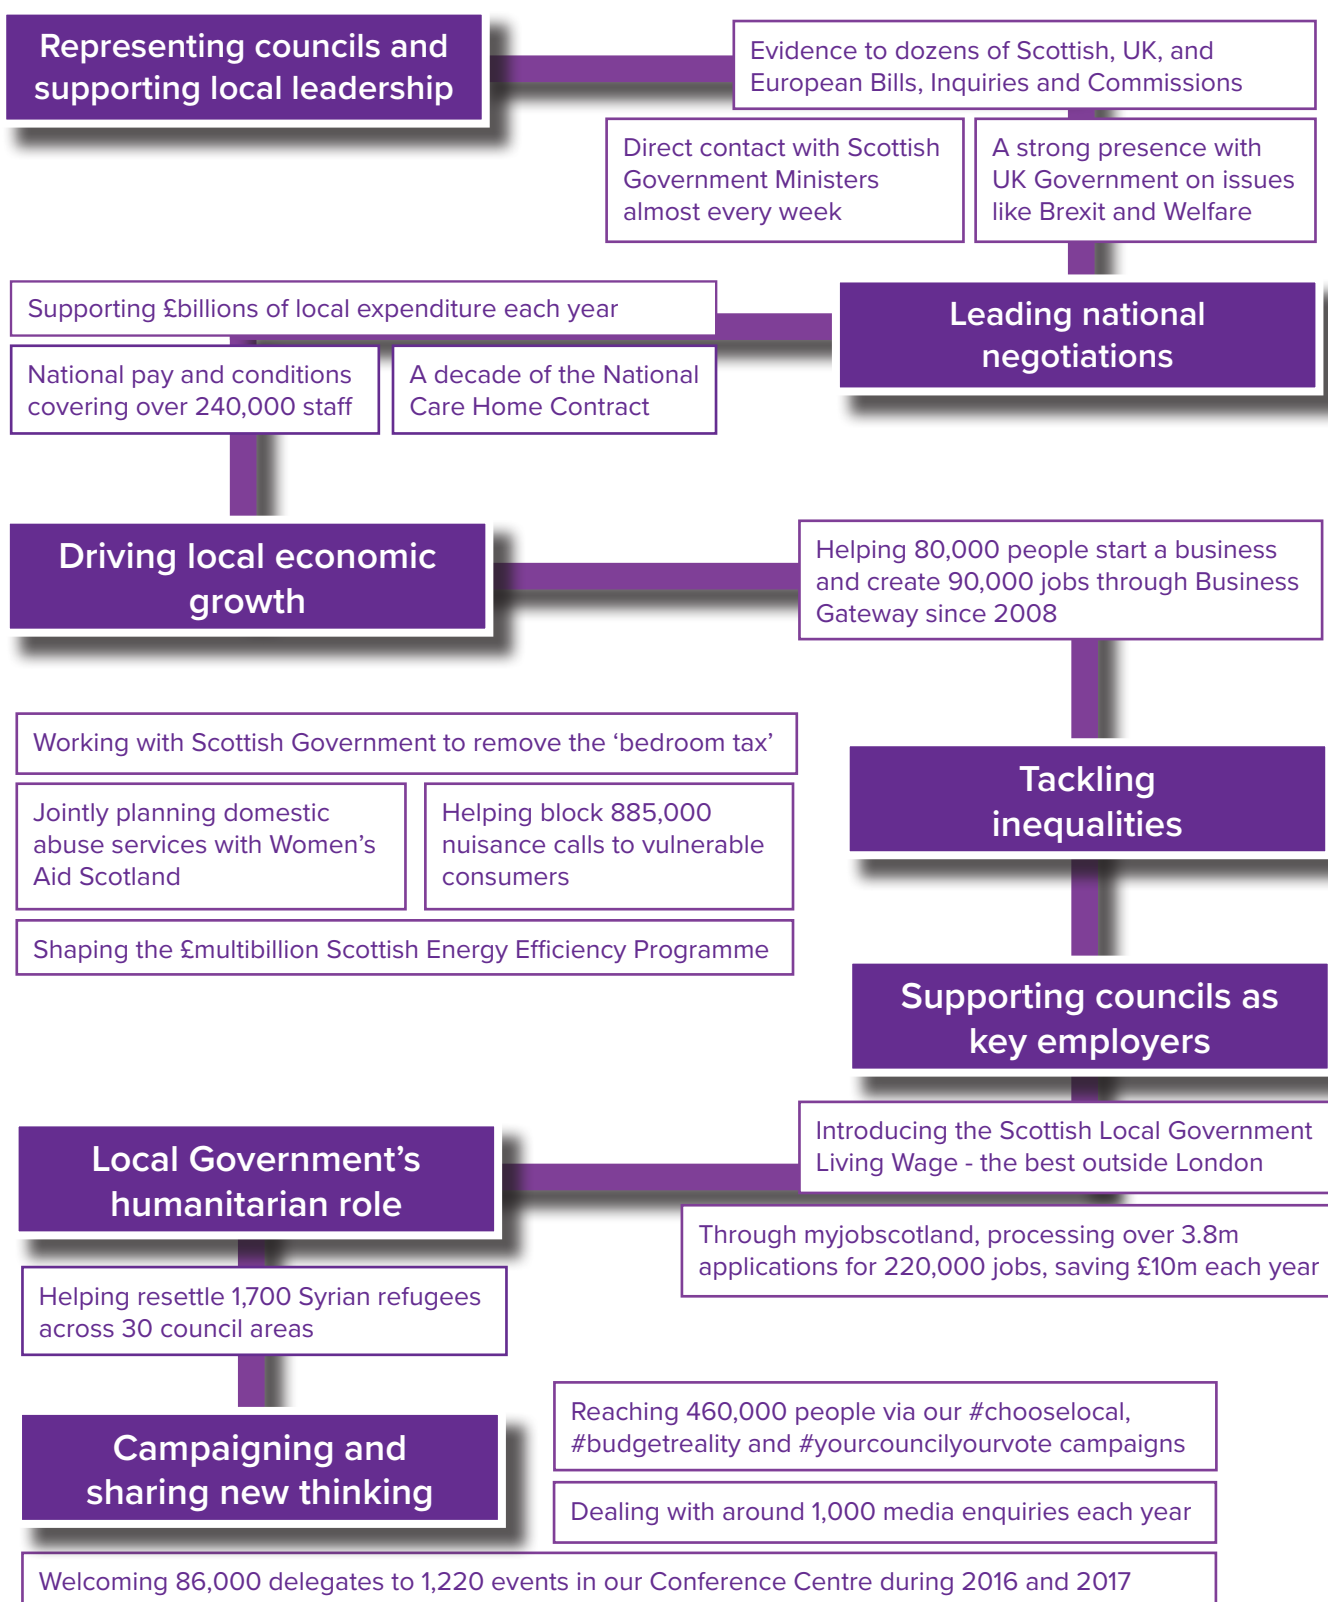 Representing councils and
supporting local leadership
Evidence to dozens of Scottish, UK, and
European Bills, Inquiries and Commissions
Direct contact with Scottish
Government Ministers
almost every week
A strong presence with
UK Government on issues
like Brexit and Welfare
Leading national
negotiations
Supporting £billions of local expenditure each year
National pay and conditions
covering over 240,000 staff
A decade of the National
Care Home Contract
Driving local economic
growth
Helping 80,000 people start a business
and create 90,000 jobs through Business
Gateway since 2008
Tackling
inequalities
Working with Scottish Government to remove the ‘bedroom tax’
Jointly planning domestic
abuse services with Women’s
Aid Scotland
Helping block 885,000
nuisance calls to vulnerable
consumers
Shaping the £multibillion Scottish Energy Efficiency Programme
Supporting councils as
key employers
Introducing the Scottish Local Government
Living Wage - the best outside London
Through myjobscotland, processing over 3.8m
applications for 220,000 jobs, saving £10m each year
Local Government’s
humanitarian role
Helping resettle 1,700 Syrian refugees
across 30 council areas
Campaigning and
sharing new thinking
Reaching 460,000 people via our #chooselocal,
#budgetreality and #yourcouncilyourvote campaigns
Dealing with around 1,000 media enquiries each year
Welcoming 86,000 delegates to 1,220 events in our Conference Centre during 2016 and 2017